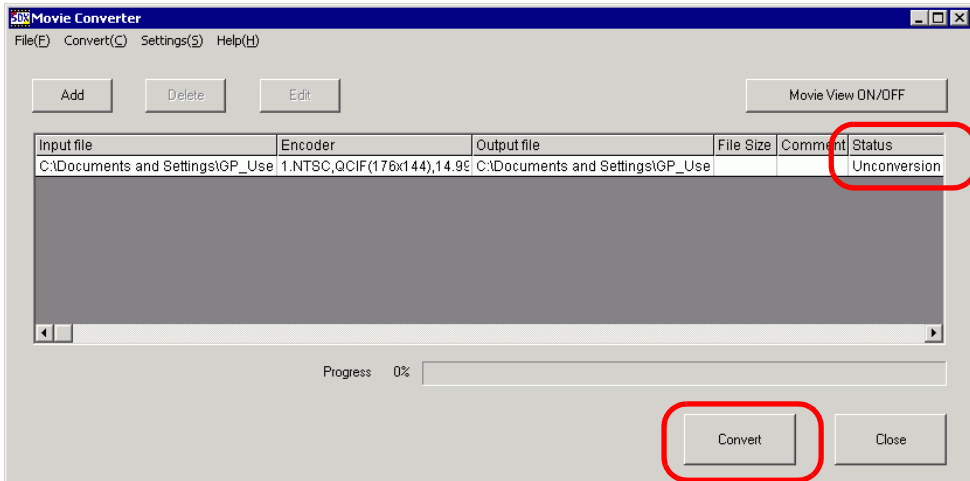 SDX Movie Converter
File(F) Convert(C) Settings(S) Help(H)
Add Delete Edit Movie View ON/OFF
Input file Encoder Output file File Size Comment Status
C:\Documents and Settings\GP_Use 1.NTSC,QCIF(176x144),14.99 C:\Documents and Settings\GP_Use Unconversion
Progress 0%
Convert Close